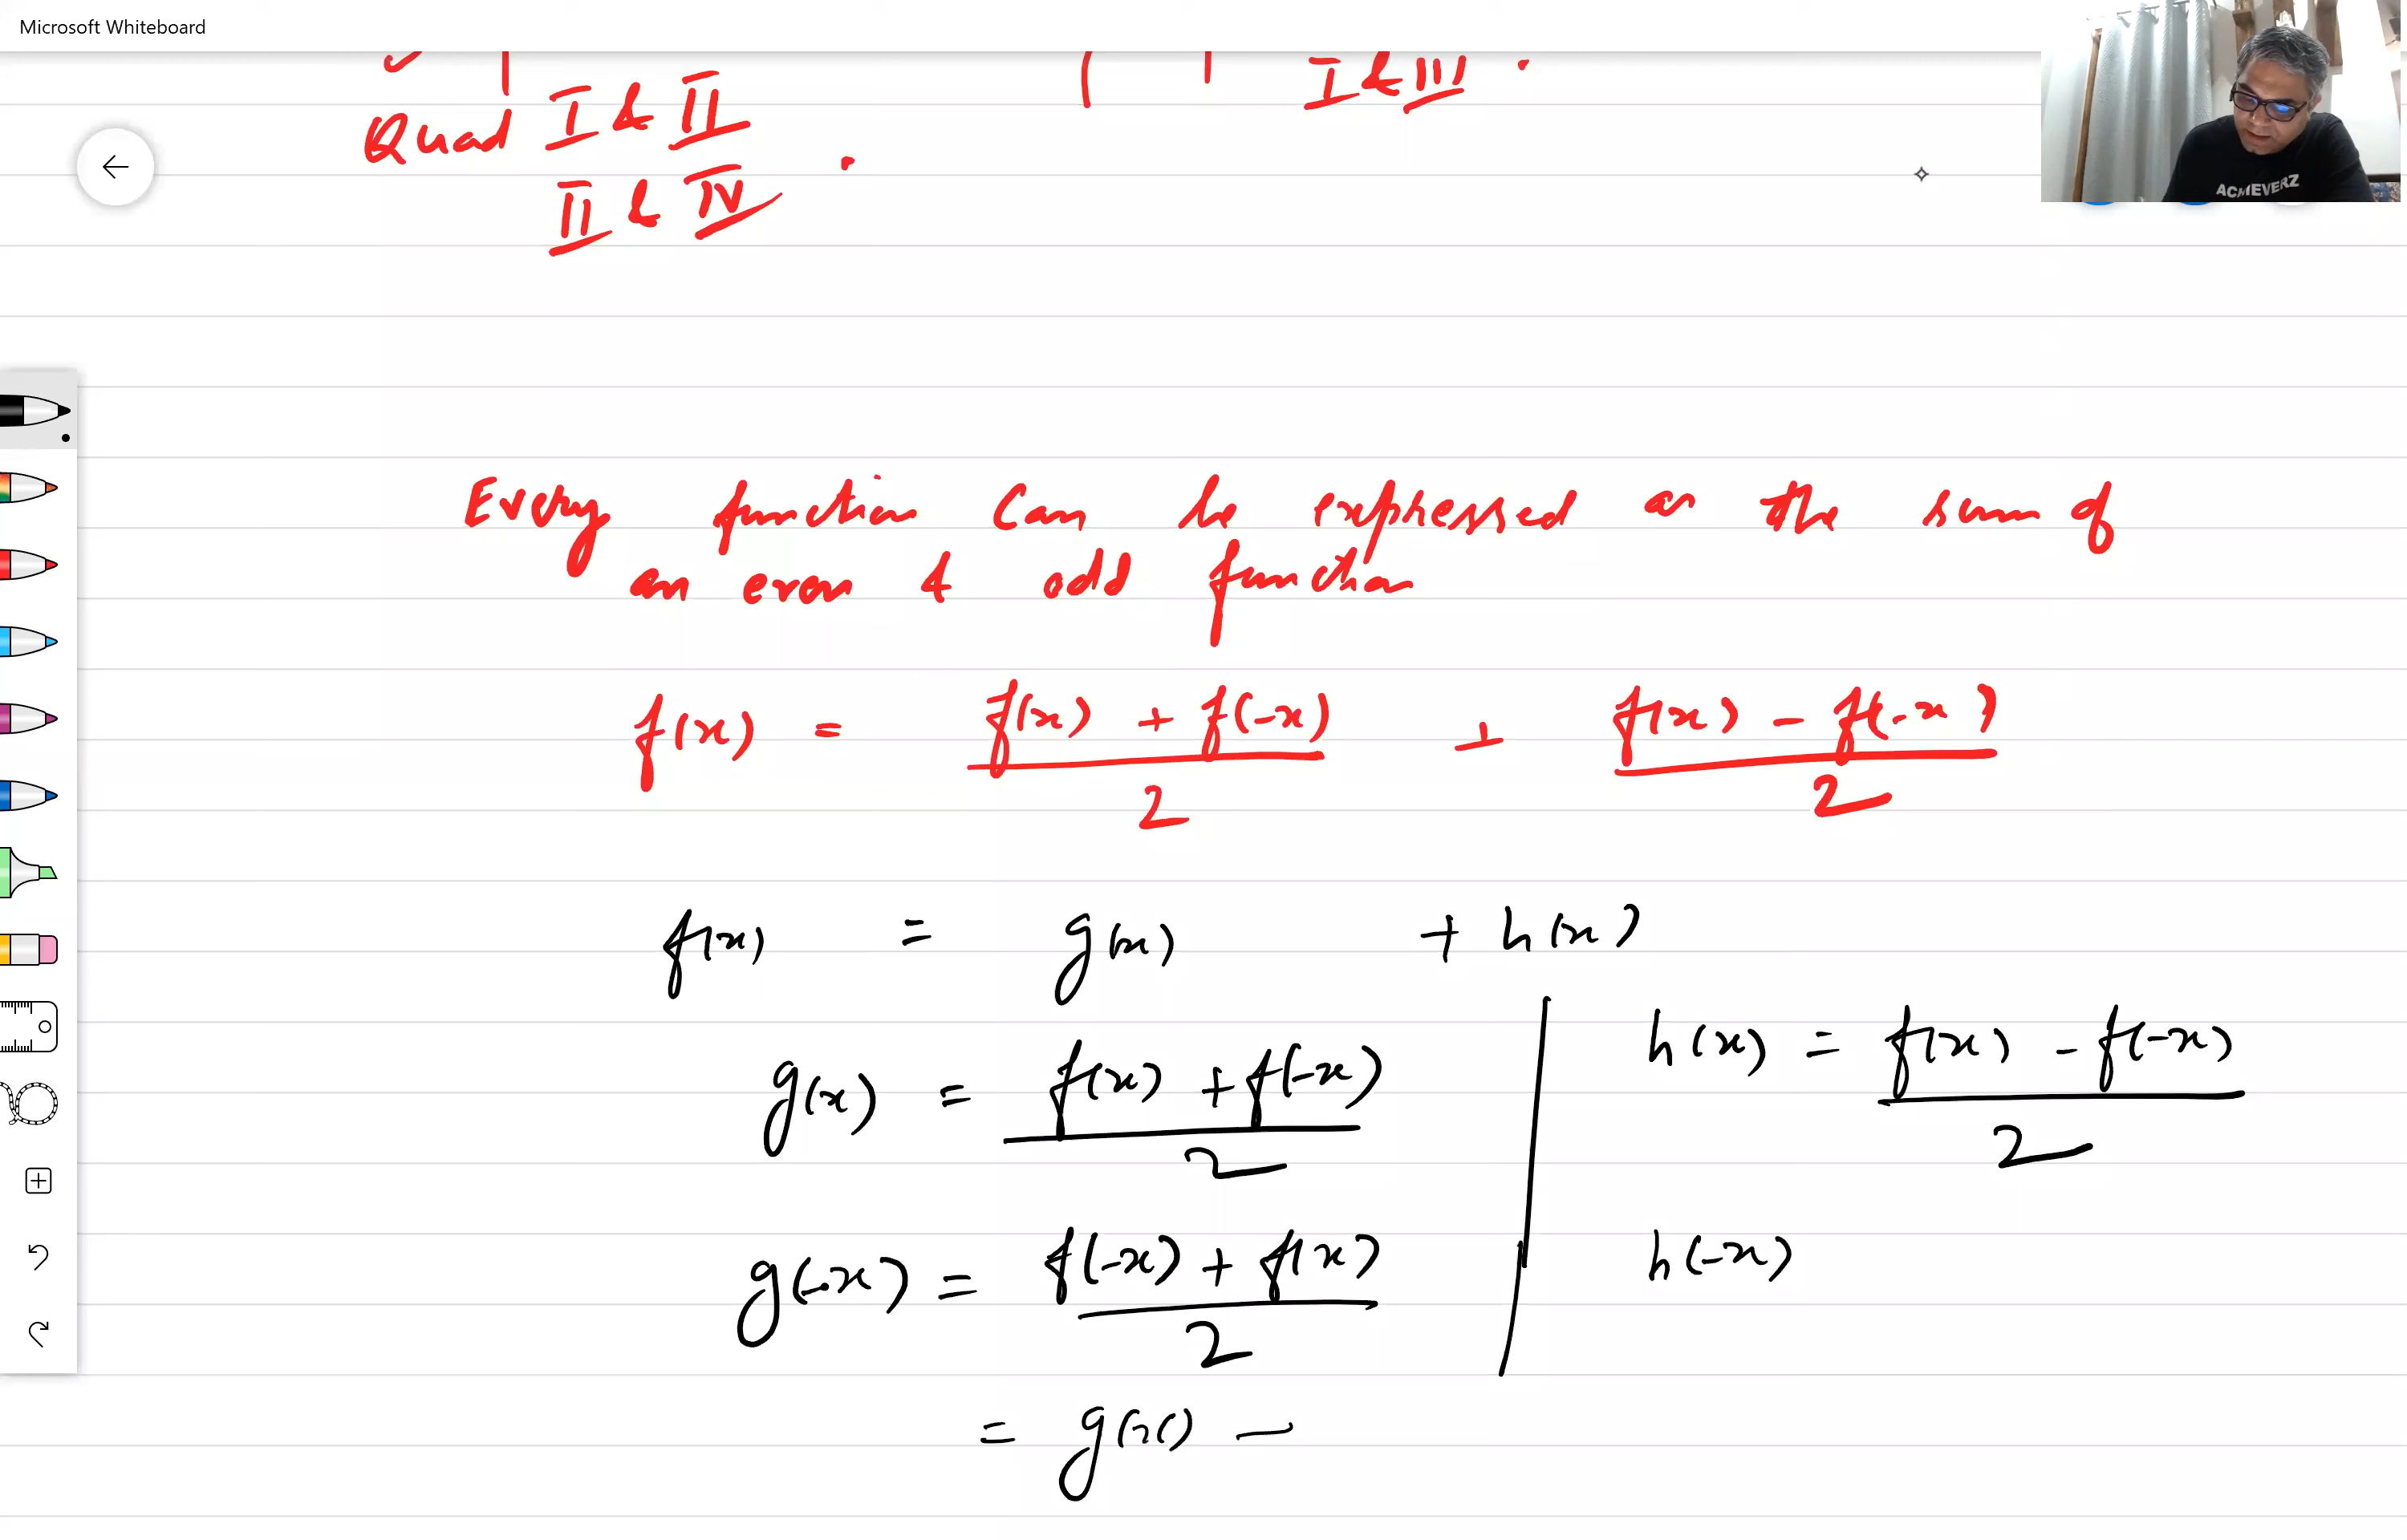 Microsoft Whiteboard
Quad I & II
II & IV .
I & III .
ACMEVERZ
Every function can be expressed as the sum of
an even & odd function
f(x) = f(x) + f(-x) / 2 + f(x) - f(-x) / 2
f(x) = g(x) + h(x)
g(x) = f(x) + f(-x) / 2
h(x) = f(x) - f(-x) / 2
g(-x) = f(-x) + f(x) / 2
h(-x)
= g(x) –